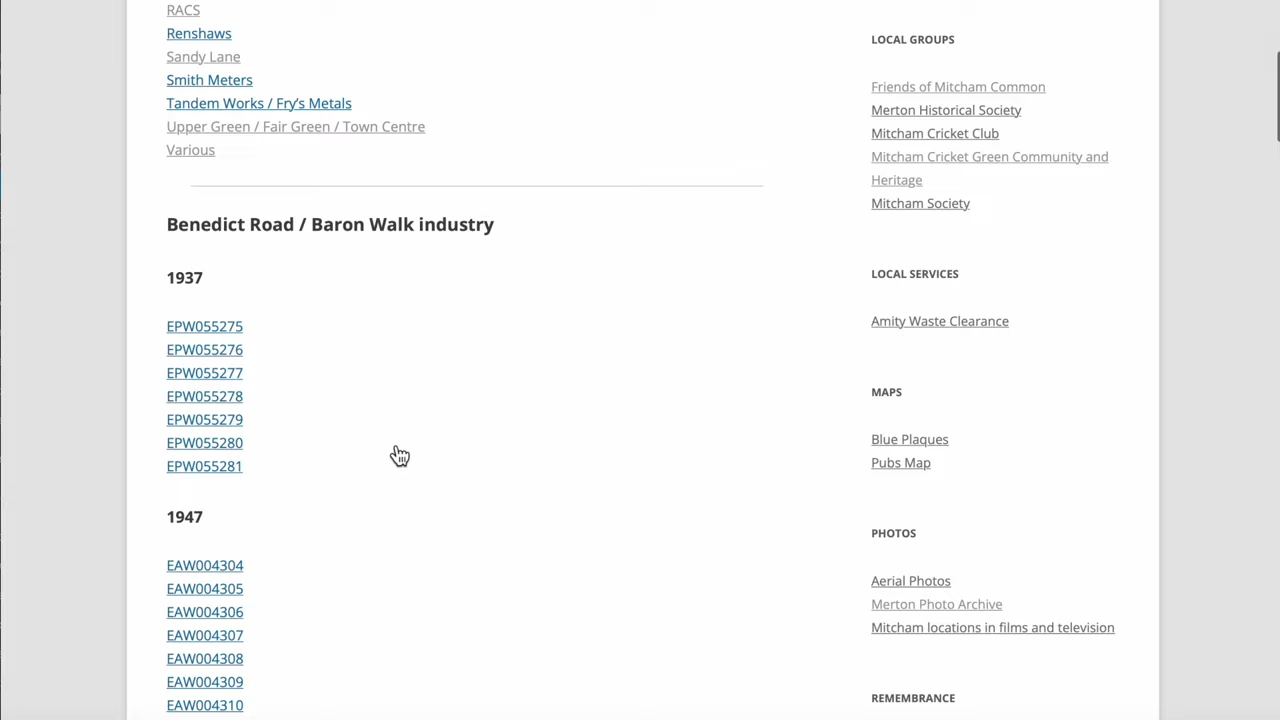 RACS
Renshaws
Sandy Lane
Smith Meters
Tandem Works / Fry's Metals
Upper Green / Fair Green / Town Centre
Various
Benedict Road / Baron Walk industry
1937
EPW055275
EPW055276
EPW055277
EPW055278
EPW055279
EPW055280
EPW055281
1947
EAW004304
EAW004305
EAW004306
EAW004307
EAW004308
EAW004309
EAW004310
LOCAL GROUPS
Friends of Mitcham Common
Merton Historical Society
Mitcham Cricket Club
Mitcham Cricket Green Community and
Heritage
Mitcham Society
LOCAL SERVICES
Amity Waste Clearance
MAPS
Blue Plaques
Pubs Map
PHOTOS
Aerial Photos
Merton Photo Archive
Mitcham locations in films and television
REMEMBRANCE